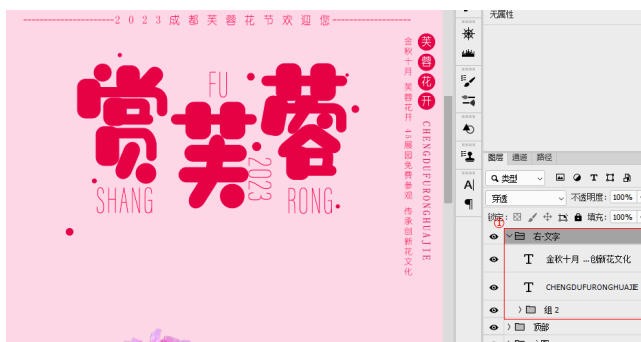 2023成都芙蓉花节欢迎您
赏芙蓉
FU
SHANG
2023
RONG
芙蓉花开
CHENGDUFURONGHUAJIE
金秋十月 芙蓉花开 45展园免费参观 传承创新花文化
无属性
A|
图层 通道 路径
类型
T
穿透
不透明度: 100%
锁定:
填充: 100%
①
右-文字
T 金秋十月 ...创新花文化
T CHENGDUFURONGHUAJIE
组 2
顶部